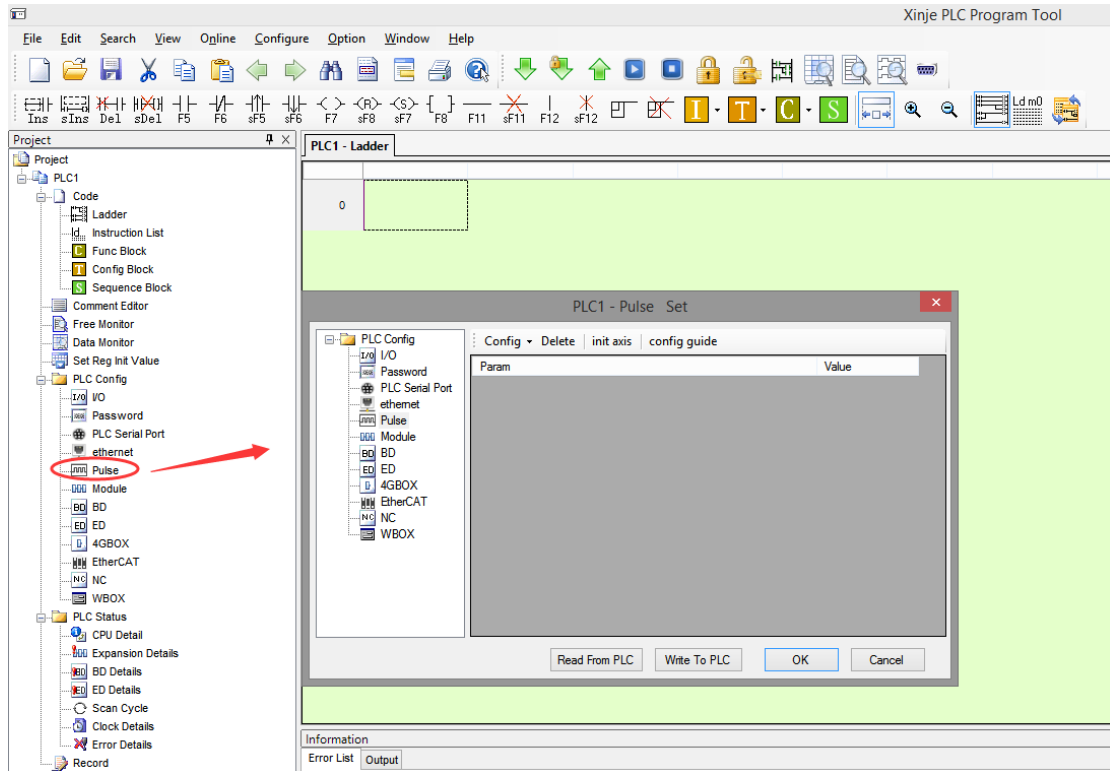 Xinje PLC Program Tool
File Edit Search View Online Configure Option Window Help
Ins sIns Del sDel F5 F6 sF5 sF6 F7 sF8 sF7 F8 F11 sF11 F12 sF12 I T C S Ld m0
Project
Project
PLC1
Code
Ladder
Instruction List
Func Block
Config Block
Sequence Block
Comment Editor
Free Monitor
Data Monitor
Set Reg Init Value
PLC Config
I/O
Password
PLC Serial Port
ethernet
Pulse
Module
BD
ED
4GBOX
EtherCAT
NC
WBOX
PLC Status
CPU Detail
Expansion Details
BD Details
ED Details
Scan Cycle
Clock Details
Error Details
Record
PLC1 - Ladder
0
PLC1 - Pulse Set
PLC Config
I/O
Password
PLC Serial Port
ethernet
Pulse
Module
BD
ED
4GBOX
EtherCAT
NC
WBOX
Config Delete init axis config guide
Param Value
Read From PLC Write To PLC OK Cancel
Information
Error List Output